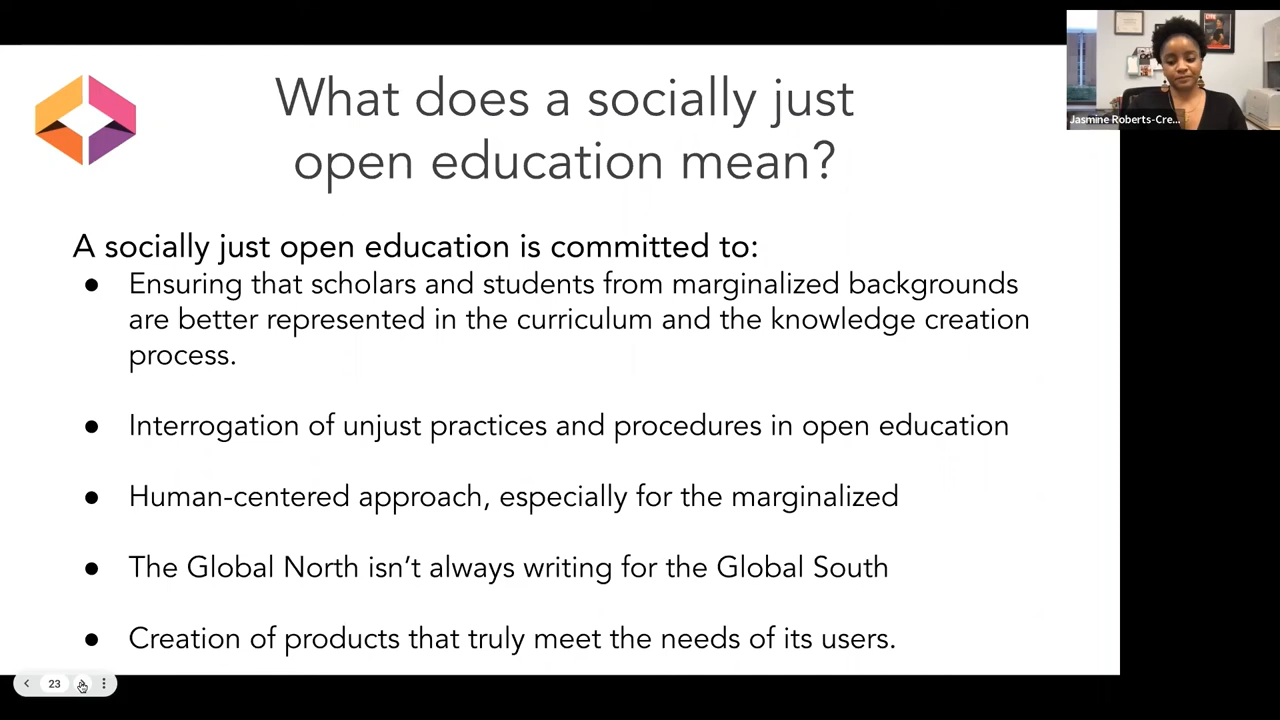 What does a socially just
open education mean?
Jasmine Roberts-Cre...
A socially just open education is committed to:
● Ensuring that scholars and students from marginalized backgrounds
are better represented in the curriculum and the knowledge creation
process.
● Interrogation of unjust practices and procedures in open education
● Human-centered approach, especially for the marginalized
● The Global North isn’t always writing for the Global South
● Creation of products that truly meet the needs of its users.
23